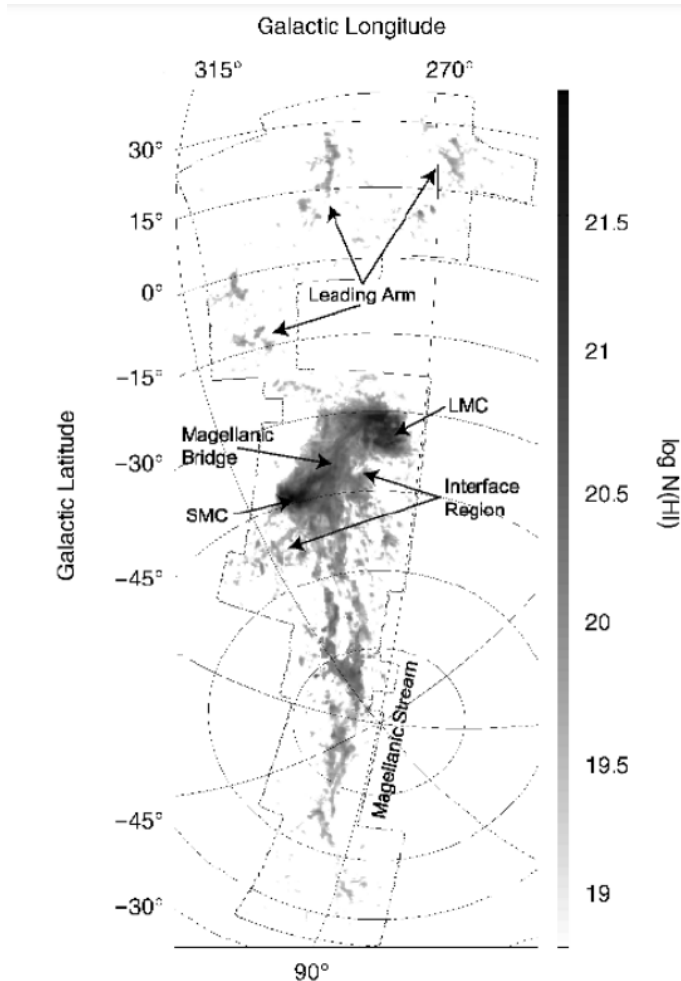 Galactic Longitude
315°
270°
30°
15°
0°
−15°
−30°
−45°
−45°
−30°
90°
Galactic Latitude
Leading Arm
LMC
Magellanic
Bridge
Interface
Region
SMC
Magellanic Stream
21.5
21
20.5
20
19.5
19
log N(HI)